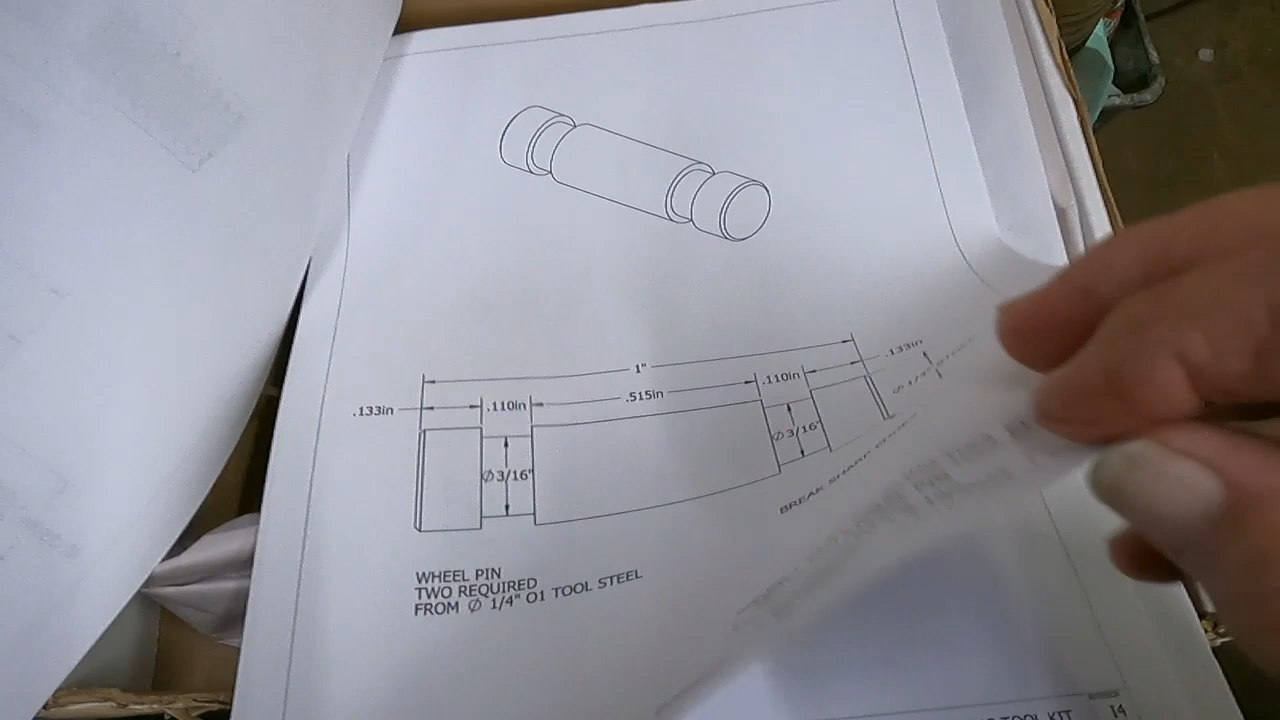 1"
.133in
.110in
.515in
.110in
.133in
∅3/16"
∅3/16"
BREAK SHARP
WHEEL PIN
TWO REQUIRED
FROM ∅ 1/4" O1 TOOL STEEL
TOOL KIT
14